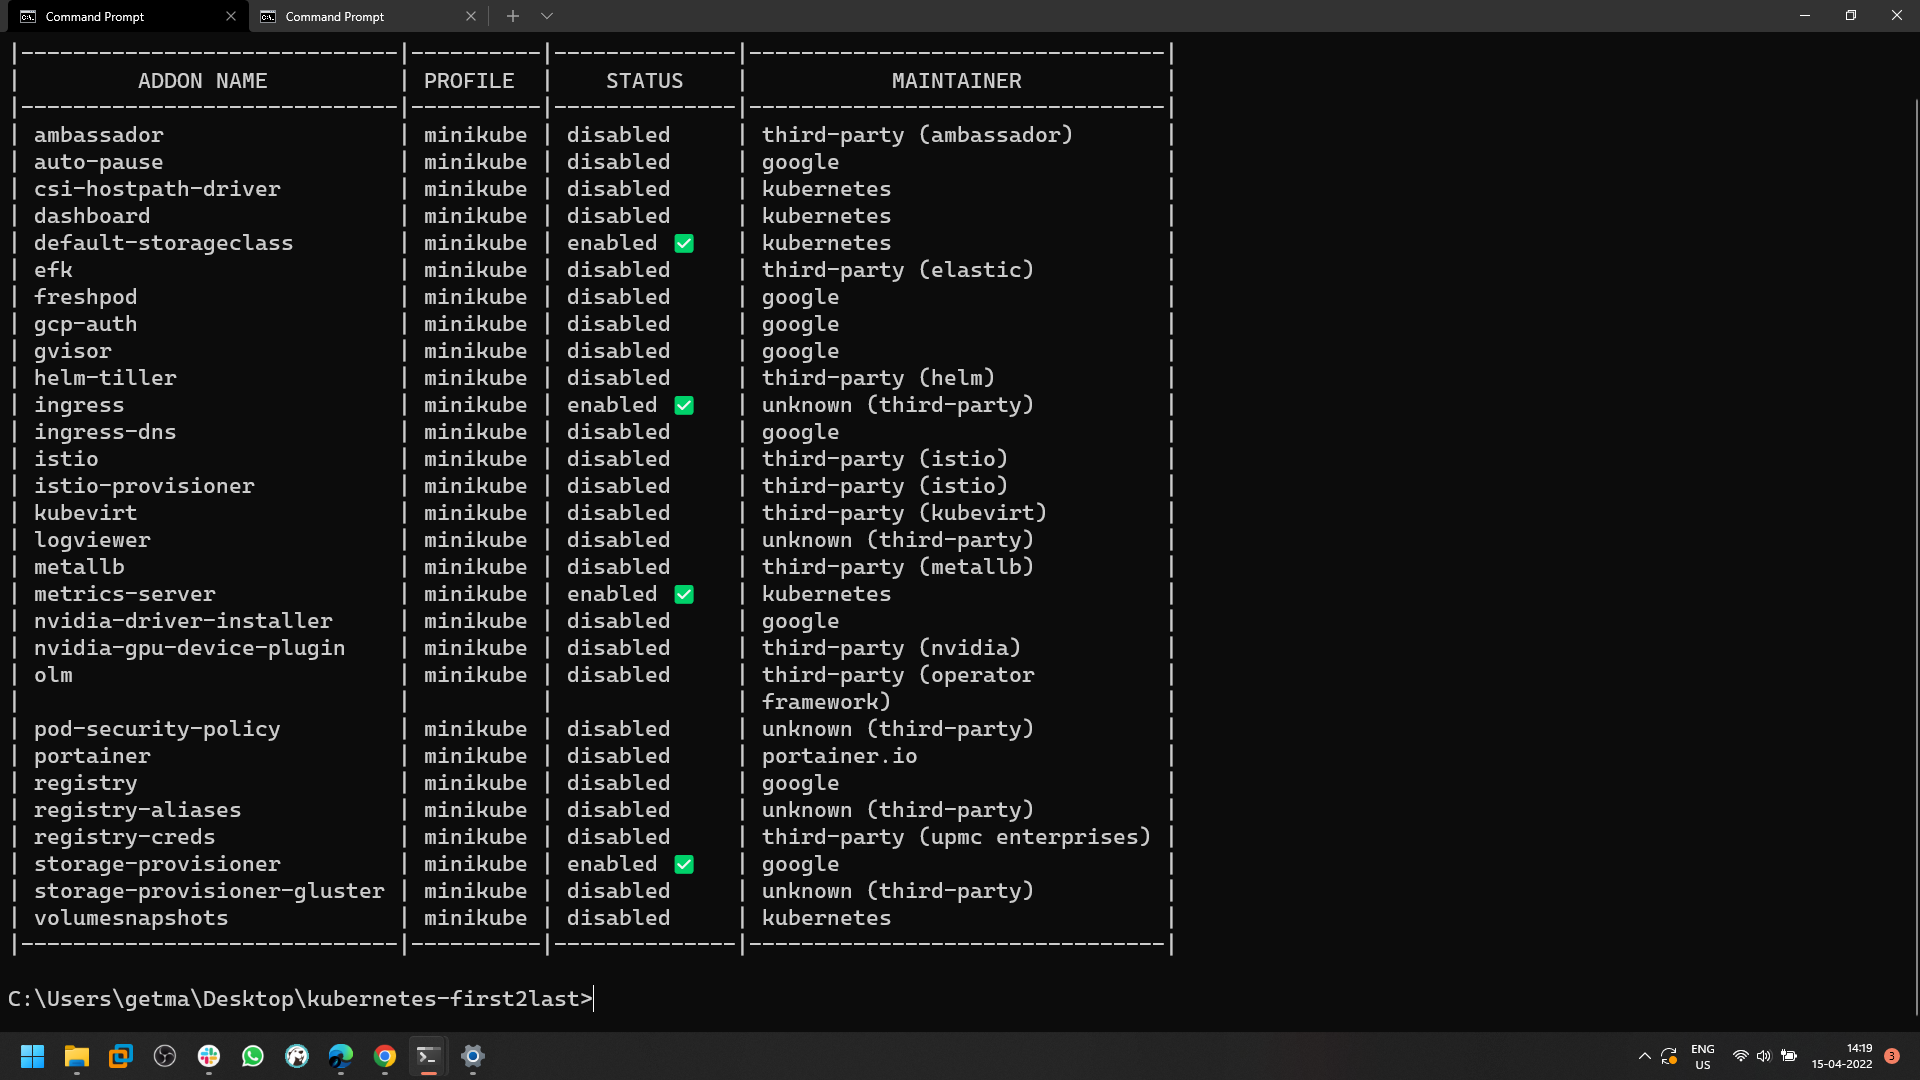 Command Prompt
Command Prompt
|-----------------------------|----------|--------------|--------------------------------|
| ADDON NAME | PROFILE | STATUS | MAINTAINER |
|-----------------------------|----------|--------------|--------------------------------|
| ambassador | minikube | disabled | third-party (ambassador) |
| auto-pause | minikube | disabled | google |
| csi-hostpath-driver | minikube | disabled | kubernetes |
| dashboard | minikube | disabled | kubernetes |
| default-storageclass | minikube | enabled ✅ | kubernetes |
| efk | minikube | disabled | third-party (elastic) |
| freshpod | minikube | disabled | google |
| gcp-auth | minikube | disabled | google |
| gvisor | minikube | disabled | google |
| helm-tiller | minikube | disabled | third-party (helm) |
| ingress | minikube | enabled ✅ | unknown (third-party) |
| ingress-dns | minikube | disabled | google |
| istio | minikube | disabled | third-party (istio) |
| istio-provisioner | minikube | disabled | third-party (istio) |
| kubevirt | minikube | disabled | third-party (kubevirt) |
| logviewer | minikube | disabled | unknown (third-party) |
| metallb | minikube | disabled | third-party (metallb) |
| metrics-server | minikube | enabled ✅ | kubernetes |
| nvidia-driver-installer | minikube | disabled | google |
| nvidia-gpu-device-plugin | minikube | disabled | third-party (nvidia) |
| olm | minikube | disabled | third-party (operator |
| | | | framework) |
| pod-security-policy | minikube | disabled | unknown (third-party) |
| portainer | minikube | disabled | portainer.io |
| registry | minikube | disabled | google |
| registry-aliases | minikube | disabled | unknown (third-party) |
| registry-creds | minikube | disabled | third-party (upmc enterprises) |
| storage-provisioner | minikube | enabled ✅ | google |
| storage-provisioner-gluster | minikube | disabled | unknown (third-party) |
| volumesnapshots | minikube | disabled | kubernetes |
|-----------------------------|----------|--------------|--------------------------------|
C:\Users\getma\Desktop\kubernetes-first2last>
ENG
US
14:19
15-04-2022
3